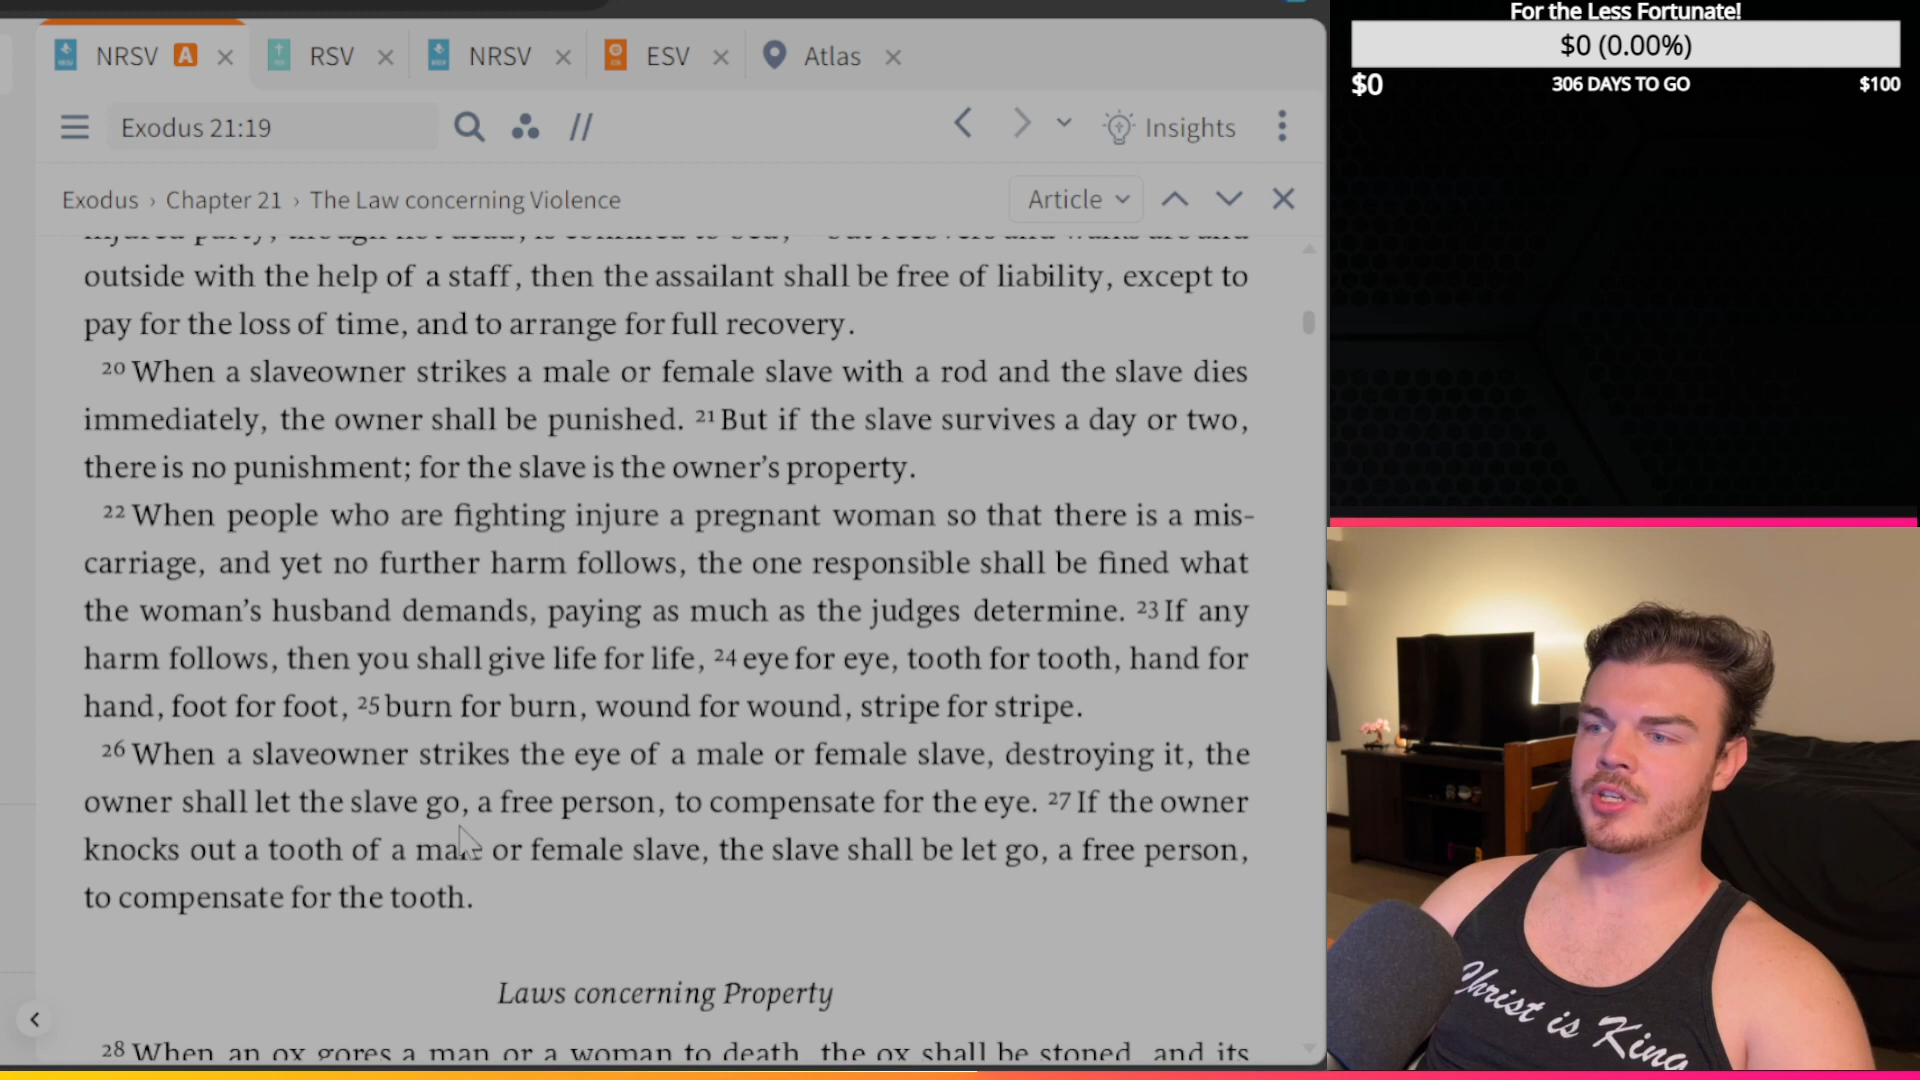 NRSV A RSV NRSV ESV Atlas
Exodus 21:19 // Insights
Exodus › Chapter 21 › The Law concerning Violence Article
outside with the help of a staff, then the assailant shall be free of liability, except to
pay for the loss of time, and to arrange for full recovery.
20 When a slaveowner strikes a male or female slave with a rod and the slave dies
immediately, the owner shall be punished. 21 But if the slave survives a day or two,
there is no punishment; for the slave is the owner’s property.
22 When people who are fighting injure a pregnant woman so that there is a mis-
carriage, and yet no further harm follows, the one responsible shall be fined what
the woman’s husband demands, paying as much as the judges determine. 23 If any
harm follows, then you shall give life for life, 24 eye for eye, tooth for tooth, hand for
hand, foot for foot, 25 burn for burn, wound for wound, stripe for stripe.
26 When a slaveowner strikes the eye of a male or female slave, destroying it, the
owner shall let the slave go, a free person, to compensate for the eye. 27 If the owner
knocks out a tooth of a male or female slave, the slave shall be let go, a free person,
to compensate for the tooth.
Laws concerning Property
28 When an ox gores a man or a woman to death, the ox shall be stoned, and its
For the Less Fortunate!
$0 (0.00%)
$0 306 DAYS TO GO $100
Christ is King